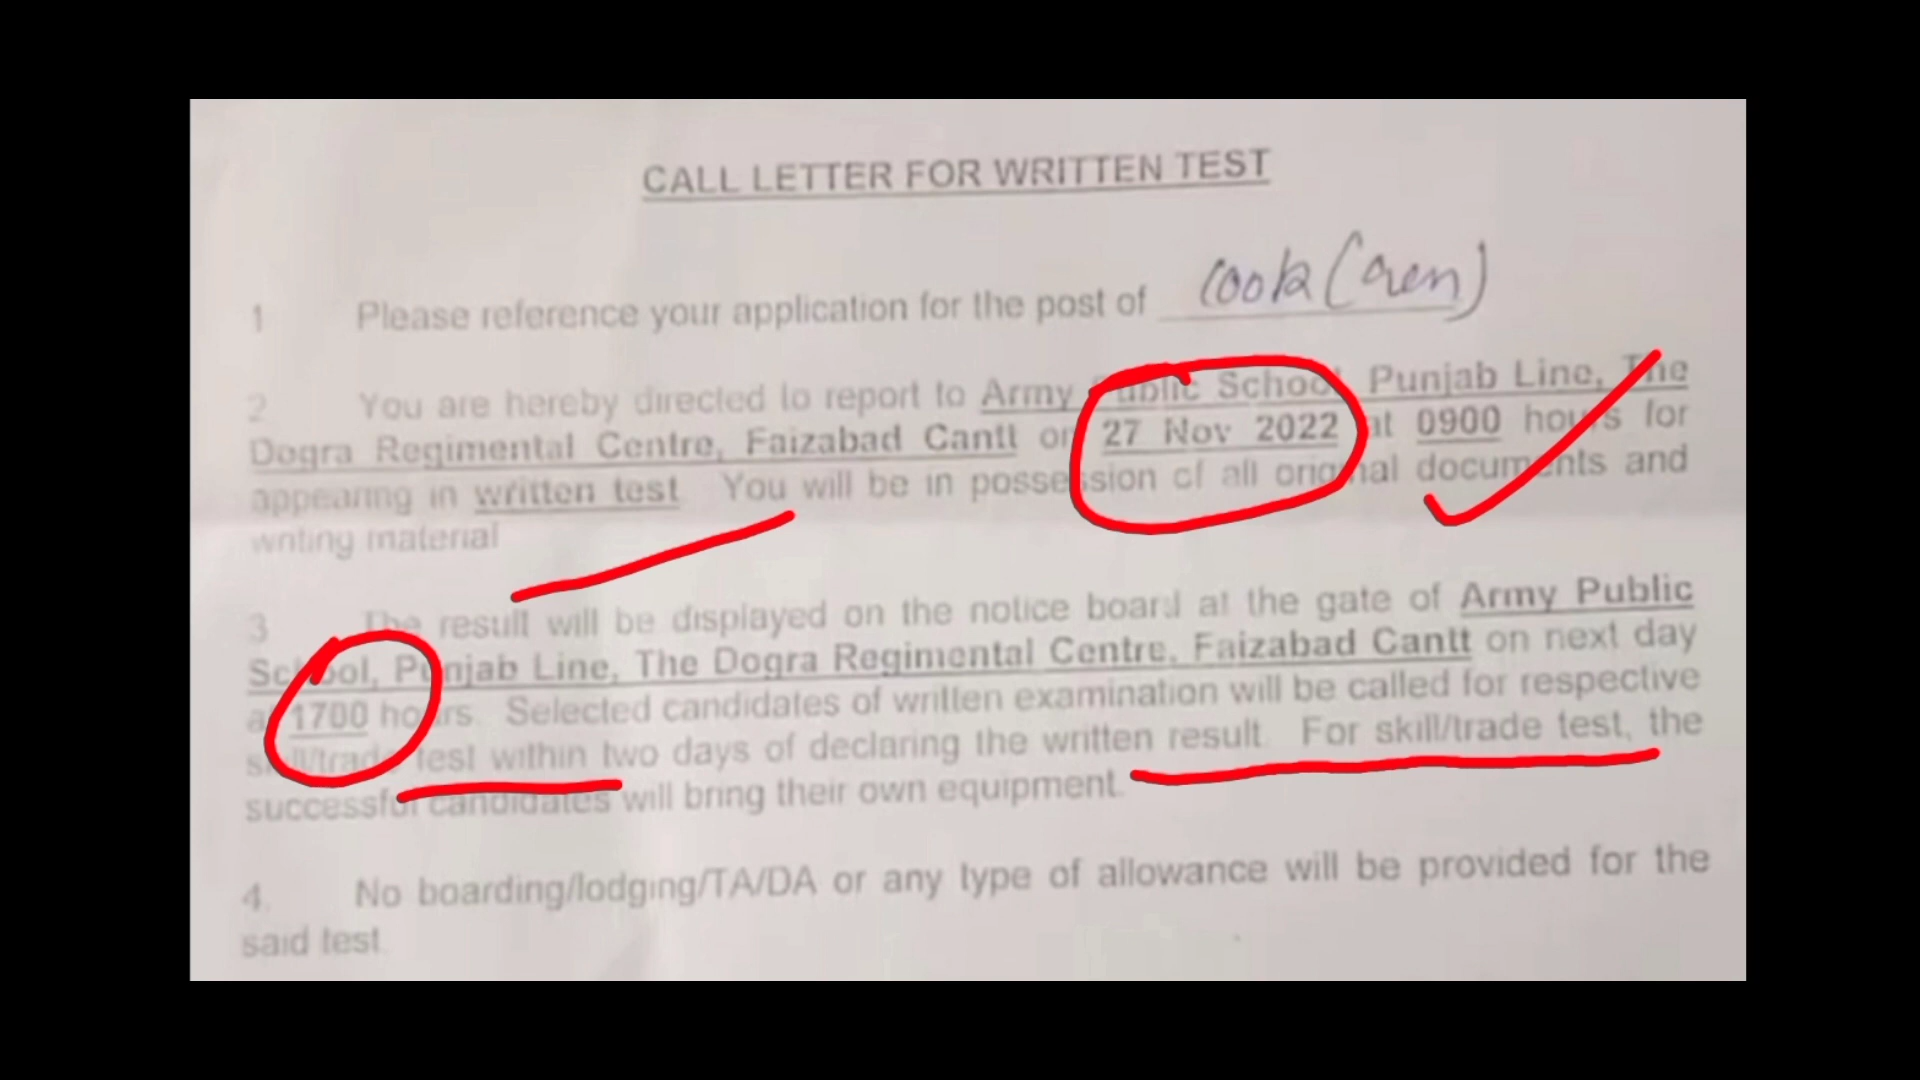 CALL LETTER FOR WRITTEN TEST
1 Please reference your application for the post of Cook (Gen)
2 You are hereby directed to report to Army Public School, Punjab Line, The
Dogra Regimental Centre, Faizabad Cantt on 27 Nov 2022 at 0900 hours for
appearing in written test. You will be in possession of all original documents and
writing material
3 The result will be displayed on the notice board at the gate of Army Public
School, Punjab Line, The Dogra Regimental Centre, Faizabad Cantt on next day
at 1700 hours. Selected candidates of written examination will be called for respective
skill/trade test within two days of declaring the written result. For skill/trade test, the
successful candidates will bring their own equipment.
4. No boarding/lodging/TA/DA or any type of allowance will be provided for the
said test.